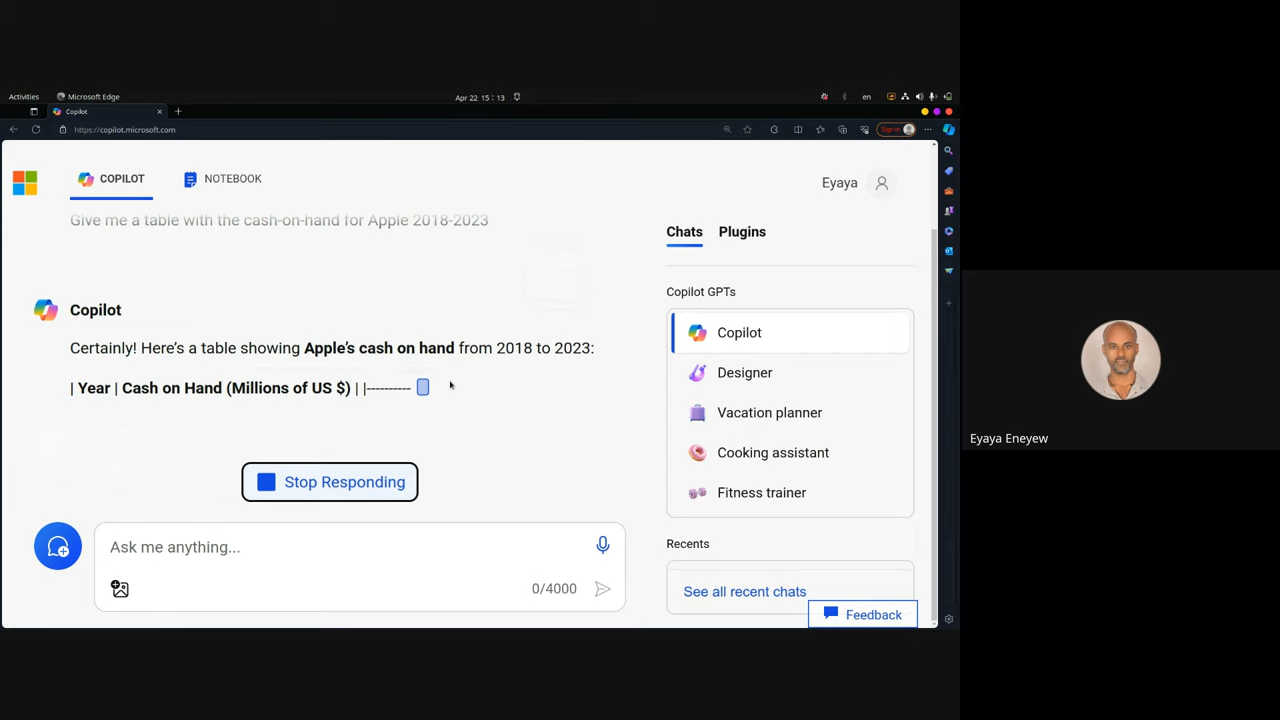 Activities
Microsoft Edge
Apr 22 15:13
en
Copilot
https://copilot.microsoft.com
Sign in
COPILOT
NOTEBOOK
Eyaya
Give me a table with the cash-on-hand for Apple 2018-2023
Chats
Plugins
Copilot
Certainly! Here's a table showing Apple's cash on hand from 2018 to 2023:
| Year | Cash on Hand (Millions of US $) | |----------
Stop Responding
Ask me anything...
0/4000
Copilot GPTs
Copilot
Designer
Vacation planner
Cooking assistant
Fitness trainer
Recents
See all recent chats
Feedback
Eyaya Eneyew